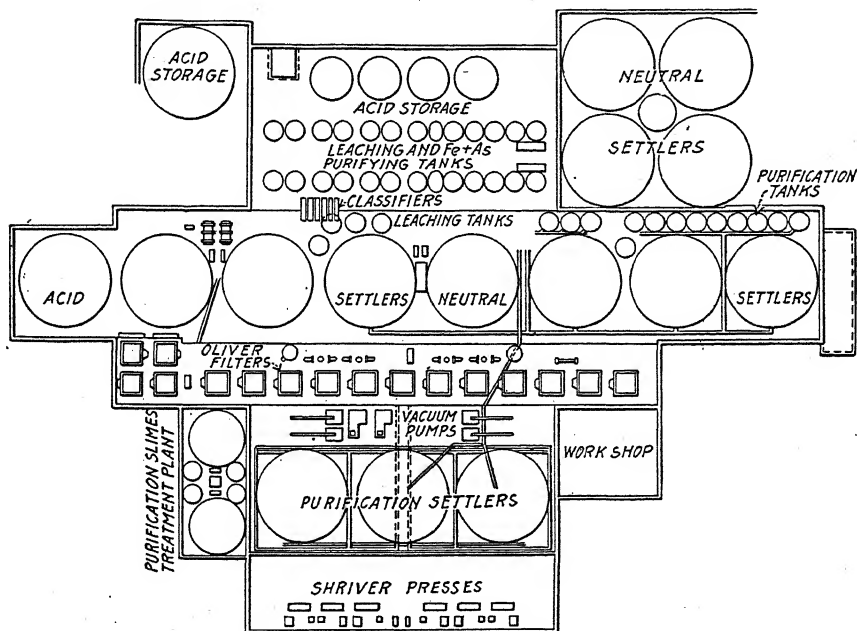 ACID
STORAGE
ACID STORAGE
NEUTRAL
SETTLERS
LEACHING AND Fe+As
PURIFYING TANKS
PURIFICATION
TANKS
CLASSIFIERS
LEACHING TANKS
ACID
SETTLERS
NEUTRAL
SETTLERS
OLIVER
FILTERS
VACUUM
PUMPS
WORK SHOP
PURIFICATION SLIMES
TREATMENT PLANT
PURIFICATION SETTLERS
SHRIVER PRESSES